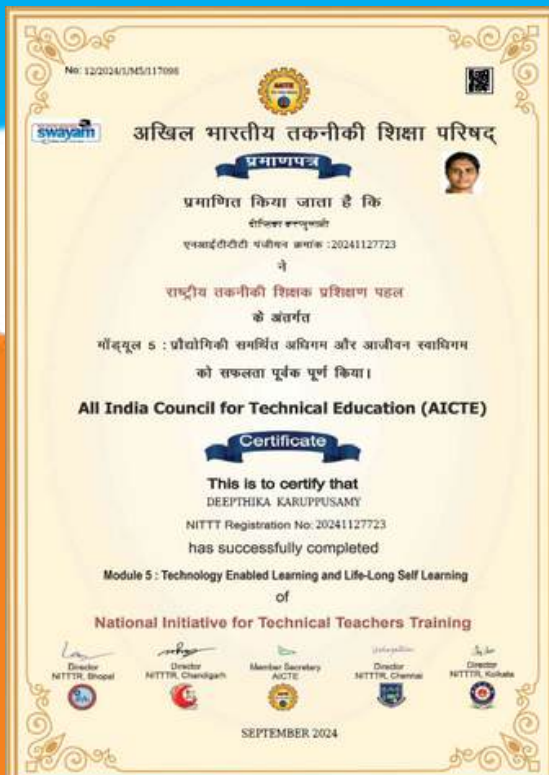 No: 12/2024/1/M5/117098
AICTE
swayam
अखिल भारतीय तकनीकी शिक्षा परिषद्
प्रमाणपत्र
प्रमाणित किया जाता है कि
एनआईटीटीटी पंजीयन क्रमांक :20241127723
ने
राष्ट्रीय तकनीकी शिक्षक प्रशिक्षण पहल
के अंतर्गत
मॉड्यूल 5 : प्रौद्योगिकी समर्थित अधिगम और आजीवन स्वाधिगम
को सफलता पूर्वक पूर्ण किया।
All India Council for Technical Education (AICTE)
Certificate
This is to certify that
DEEPTHIKA KARUPPUSAMY
NITTT Registration No: 20241127723
has successfully completed
Module 5 : Technology Enabled Learning and Life-Long Self Learning
of
National Initiative for Technical Teachers Training
Director Director Member Secretary Director Director
NITTTR, Bhopal NITTTR, Chandigarh AICTE NITTTR, Chennai NITTTR, Kolkata
SEPTEMBER 2024